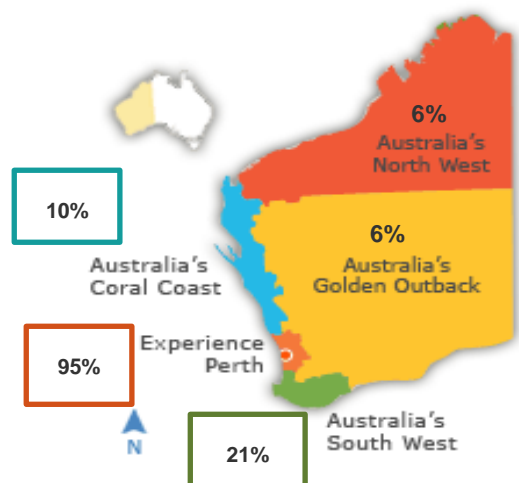 6%
Australia's
North West
10%
6%
Australia's
Golden Outback
Australia's
Coral Coast
Experience
Perth
95%
N
Australia's
South West
21%